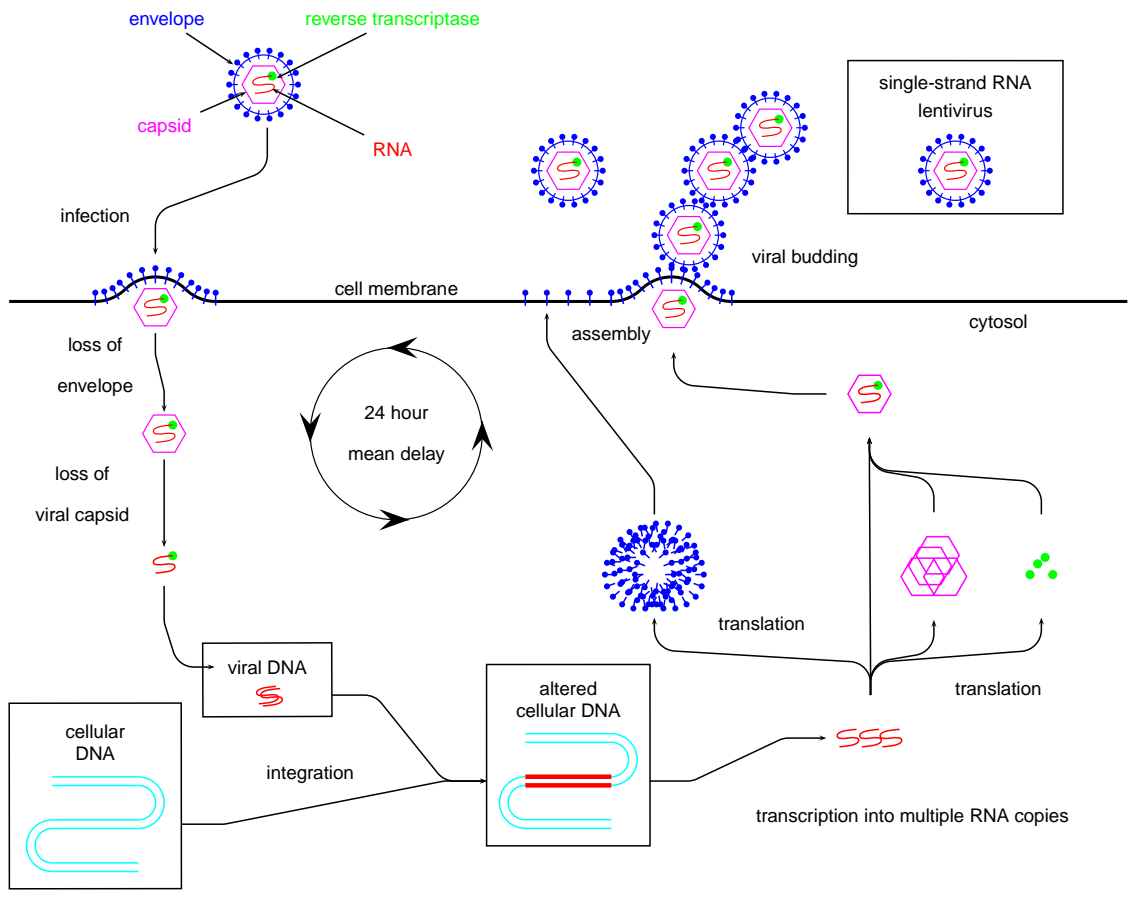 envelope
reverse transcriptase
capsid
RNA
single-strand RNA
lentivirus
infection
viral budding
cell membrane
cytosol
assembly
loss of
envelope
24 hour
mean delay
loss of
viral capsid
translation
viral DNA
translation
altered
cellular DNA
cellular
DNA
integration
transcription into multiple RNA copies